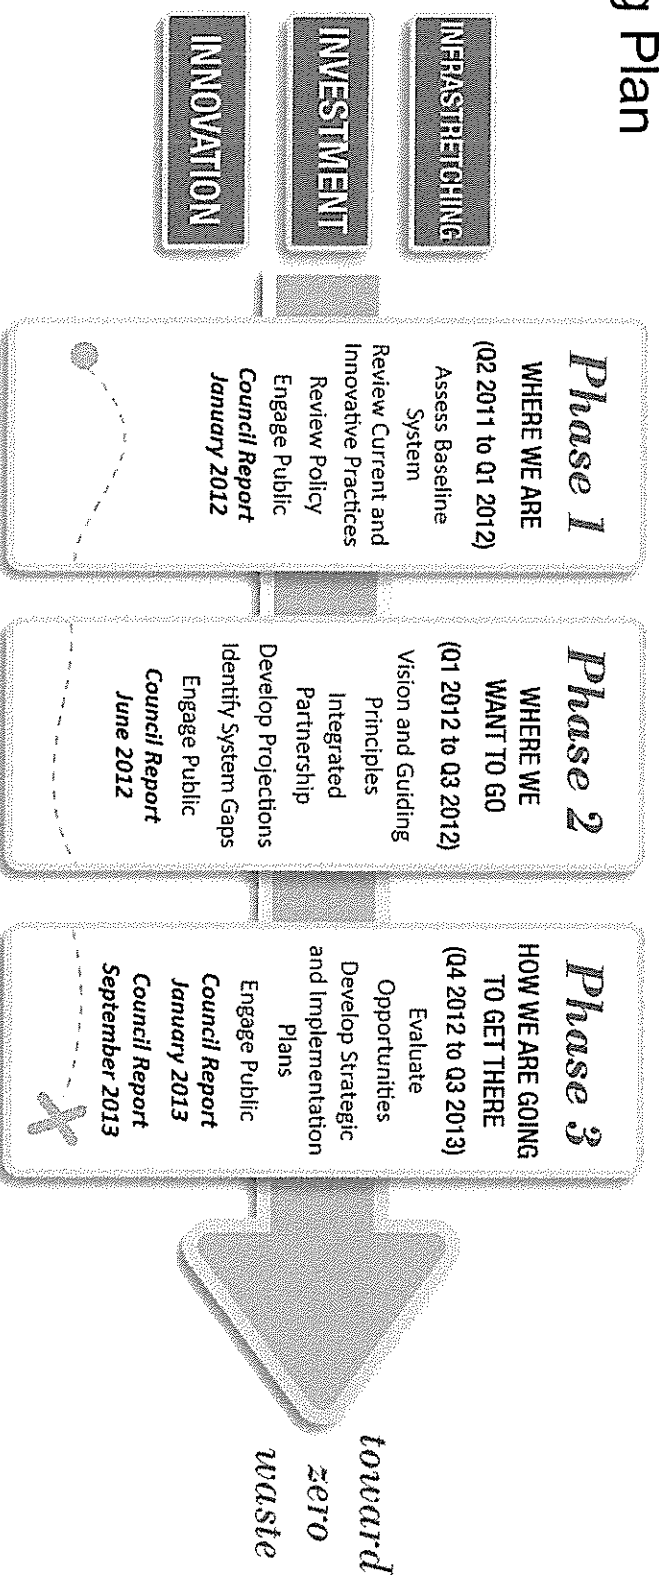 g Plan
INFRASTRETCHING
INVESTMENT
INNOVATION
Phase 1
WHERE WE ARE
(Q2 2011 to Q1 2012)
Assess Baseline
System
Review Current and
Innovative Practices
Review Policy
Engage Public
Council Report
January 2012
Phase 2
WHERE WE
WANT TO GO
(Q1 2012 to Q3 2012)
Vision and Guiding
Principles
Integrated
Partnership
Develop Projections
Identify System Gaps
Engage Public
Council Report
June 2012
Phase 3
HOW WE ARE GOING
TO GET THERE
(Q4 2012 to Q3 2013)
Evaluate
Opportunities
Develop Strategic
and Implementation
Plans
Engage Public
Council Report
January 2013
Council Report
September 2013
toward
zero
waste